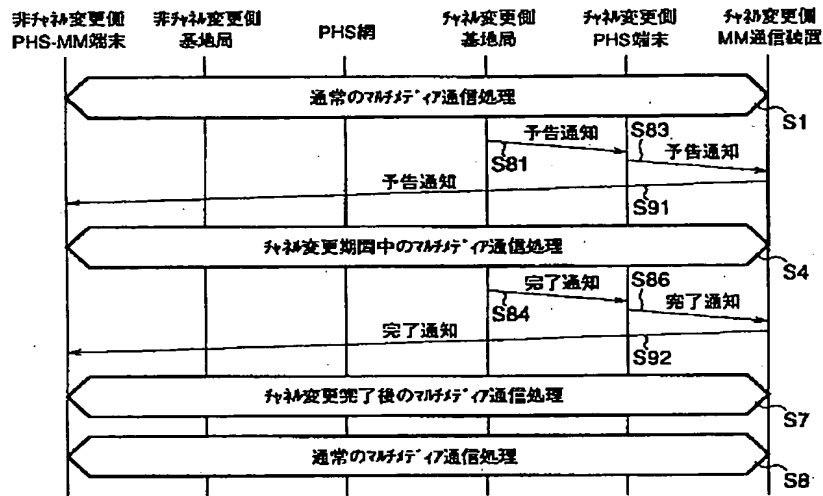 非チャネル変更側
PHS-MM端末
非チャネル変更側
基地局
PHS網
チャネル変更側
基地局
チャネル変更側
PHS端末
チャネル変更側
MM通信装置
通常のマルチメディア通信処理
S1
予告通知
S83
S81
予告通知
予告通知
S91
チャネル変更期間中のマルチメディア通信処理
S4
完了通知
S86
S84
完了通知
完了通知
S92
チャネル変更完了後のマルチメディア通信処理
S7
通常のマルチメディア通信処理
S8